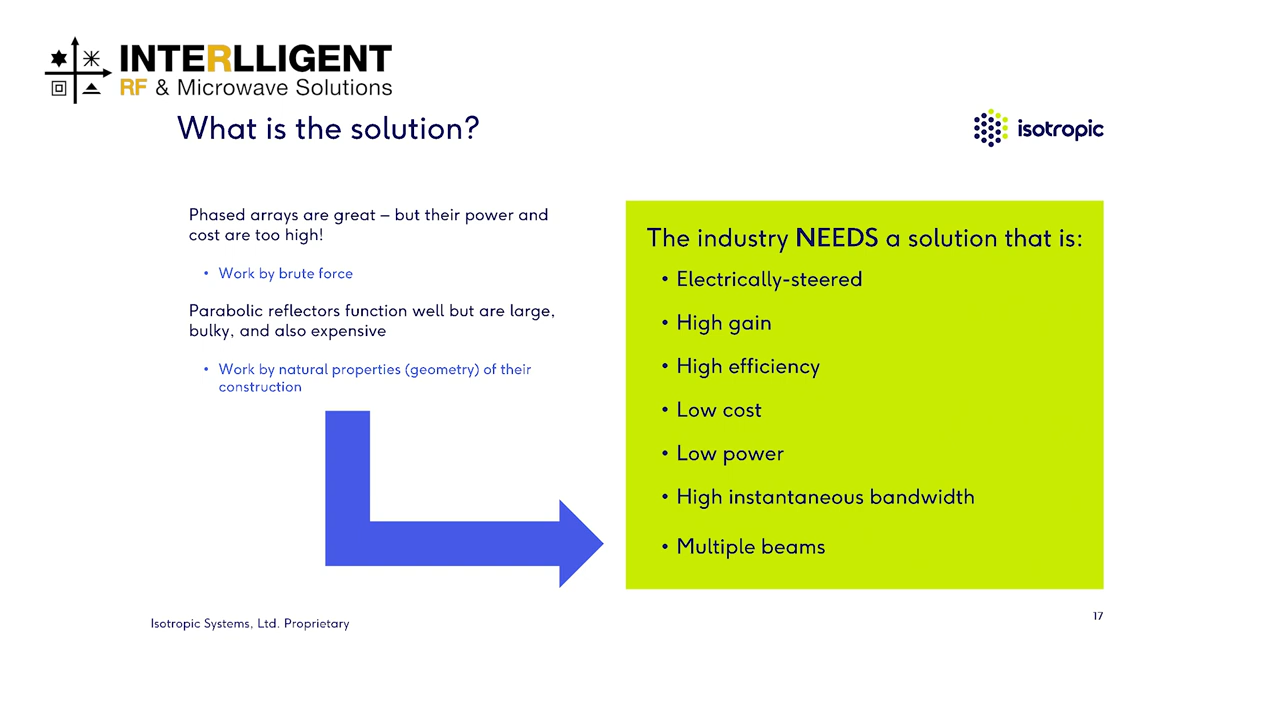 INTERLLIGENT
RF & Microwave Solutions
What is the solution?
isotropic
Phased arrays are great – but their power and
cost are too high!
• Work by brute force
Parabolic reflectors function well but are large,
bulky, and also expensive
• Work by natural properties (geometry) of their
construction
The industry NEEDS a solution that is:
• Electrically-steered
• High gain
• High efficiency
• Low cost
• Low power
• High instantaneous bandwidth
• Multiple beams
Isotropic Systems, Ltd. Proprietary
17